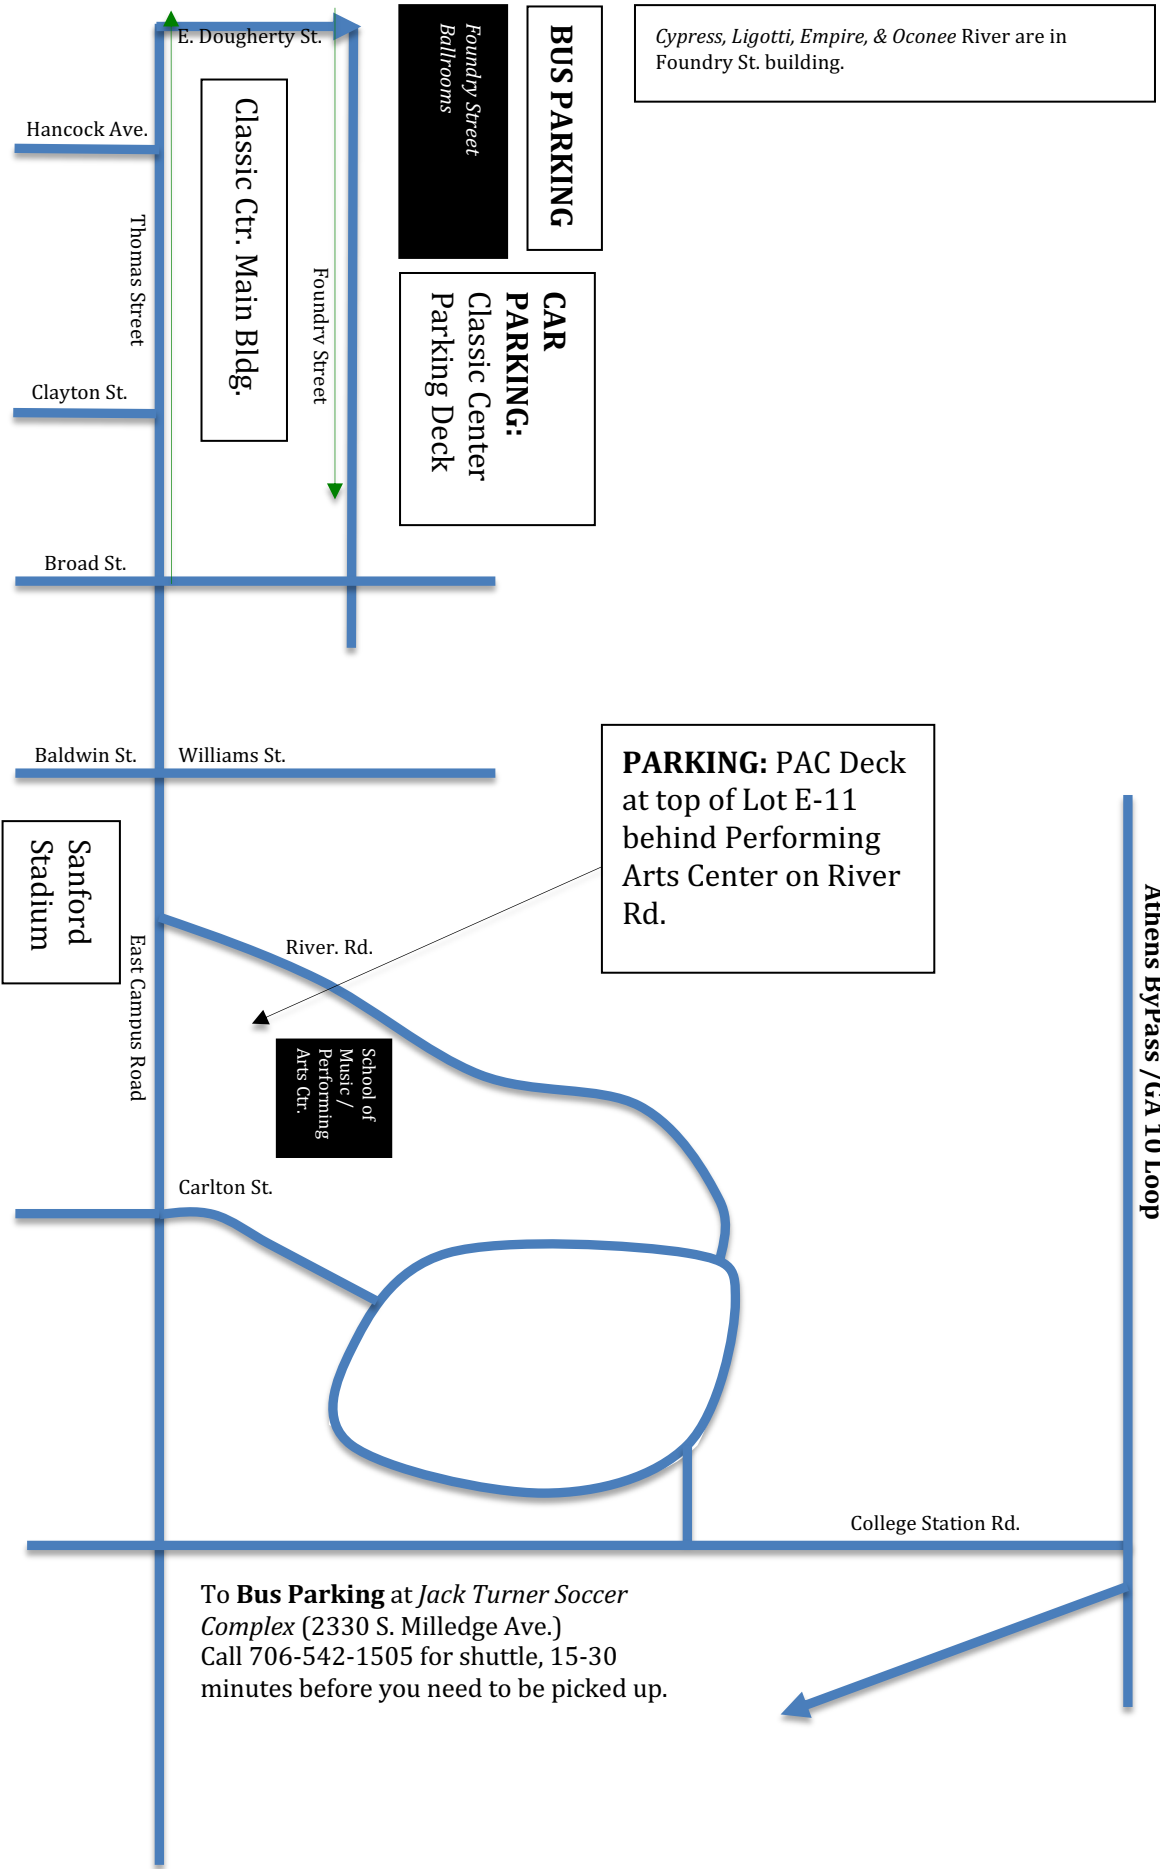 E. Dougherty St.
Foundry Street
Ballrooms
BUS PARKING
Cypress, Ligotti, Empire, & Oconee River are in
Foundry St. building.
Hancock Ave.
Thomas Street
Classic Ctr. Main Bldg.
Foundry Street
CAR
PARKING:
Classic Center
Parking Deck
Clayton St.
Broad St.
Baldwin St.
Williams St.
PARKING: PAC Deck
at top of Lot E-11
behind Performing
Arts Center on River
Rd.
Sanford
Stadium
East Campus Road
River. Rd.
School of
Music /
Performing
Arts Ctr.
Athens ByPass /GA 10 Loop
Carlton St.
College Station Rd.
To Bus Parking at Jack Turner Soccer
Complex (2330 S. Milledge Ave.)
Call 706-542-1505 for shuttle, 15-30
minutes before you need to be picked up.